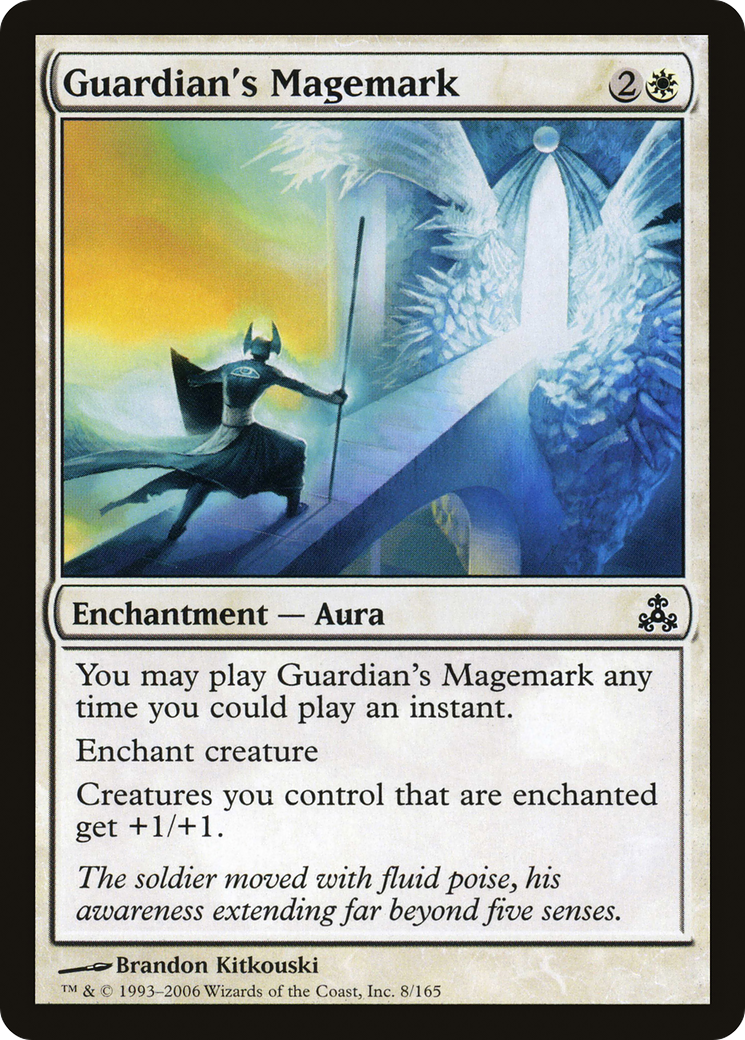 Guardian's Magemark 2
Enchantment — Aura
You may play Guardian's Magemark any
time you could play an instant.
Enchant creature
Creatures you control that are enchanted
get +1/+1.
The soldier moved with fluid poise, his
awareness extending far beyond five senses.
Brandon Kitkouski
™ & © 1993–2006 Wizards of the Coast, Inc. 8/165